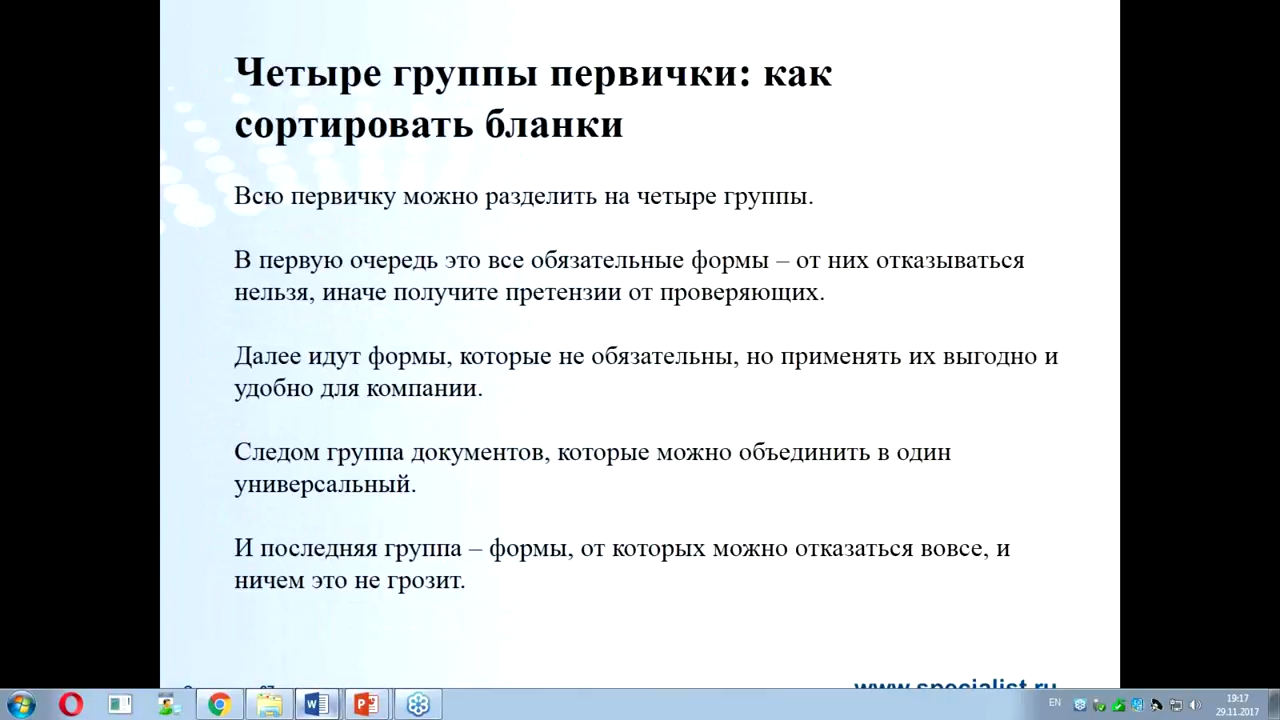 Четыре группы первички: как
сортировать бланки
Всю первичку можно разделить на четыре группы.
В первую очередь это все обязательные формы – от них отказываться
нельзя, иначе получите претензии от проверяющих.
Далее идут формы, которые не обязательны, но применять их выгодно и
удобно для компании.
Следом группа документов, которые можно объединить в один
универсальный.
И последняя группа – формы, от которых можно отказаться вовсе, и
ничем это не грозит.
www.specialist.ru
EN
19:17
29.11.2017